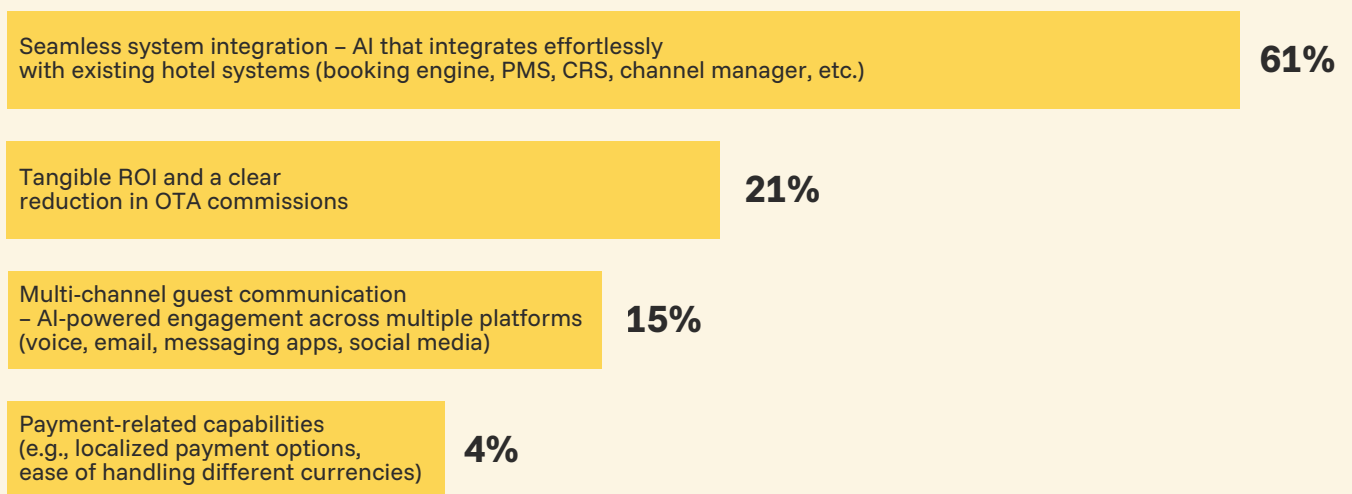 Seamless system integration – AI that integrates effortlessly
with existing hotel systems (booking engine, PMS, CRS, channel manager, etc.)
61%
Tangible ROI and a clear
reduction in OTA commissions
21%
Multi-channel guest communication
– AI-powered engagement across multiple platforms
(voice, email, messaging apps, social media)
15%
Payment-related capabilities
(e.g., localized payment options,
ease of handling different currencies)
4%